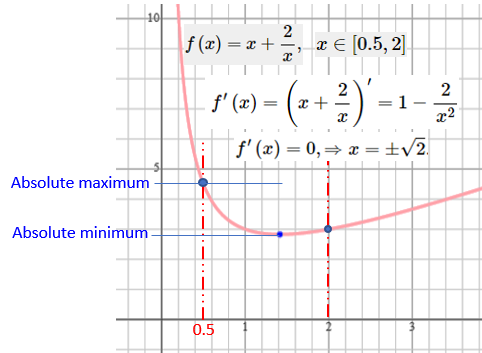 10
f (x) = x + 2/x, x ∈ [0.5, 2]
f′ (x) = (x + 2/x)′ = 1 − 2/x²
f′ (x) = 0, ⇒ x = ±√2.
5
Absolute maximum
Absolute minimum
0.5 1 2 3